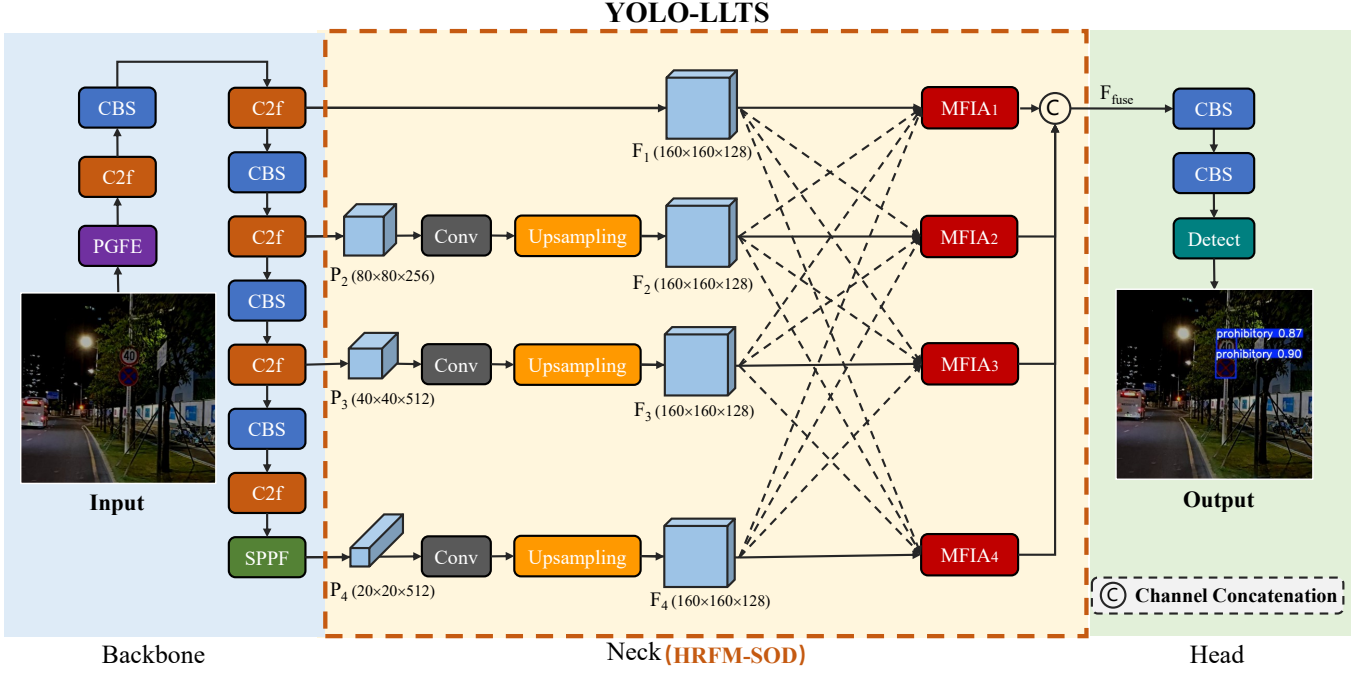 YOLO-LLTS
CBS
C2f
PGFE
40
Input
C2f
CBS
C2f
CBS
C2f
CBS
C2f
SPPF
Backbone
F1 (160×160×128)
P2 (80×80×256)
Conv
Upsampling
F2 (160×160×128)
P3 (40×40×512)
Conv
Upsampling
F3 (160×160×128)
P4 (20×20×512)
Conv
Upsampling
F4 (160×160×128)
MFIA1
MFIA2
MFIA3
MFIA4
C
Neck(HRFM-SOD)
Ffuse
CBS
CBS
Detect
prohibitory 0.87
prohibitory 0.90
Output
C Channel Concatenation
Head